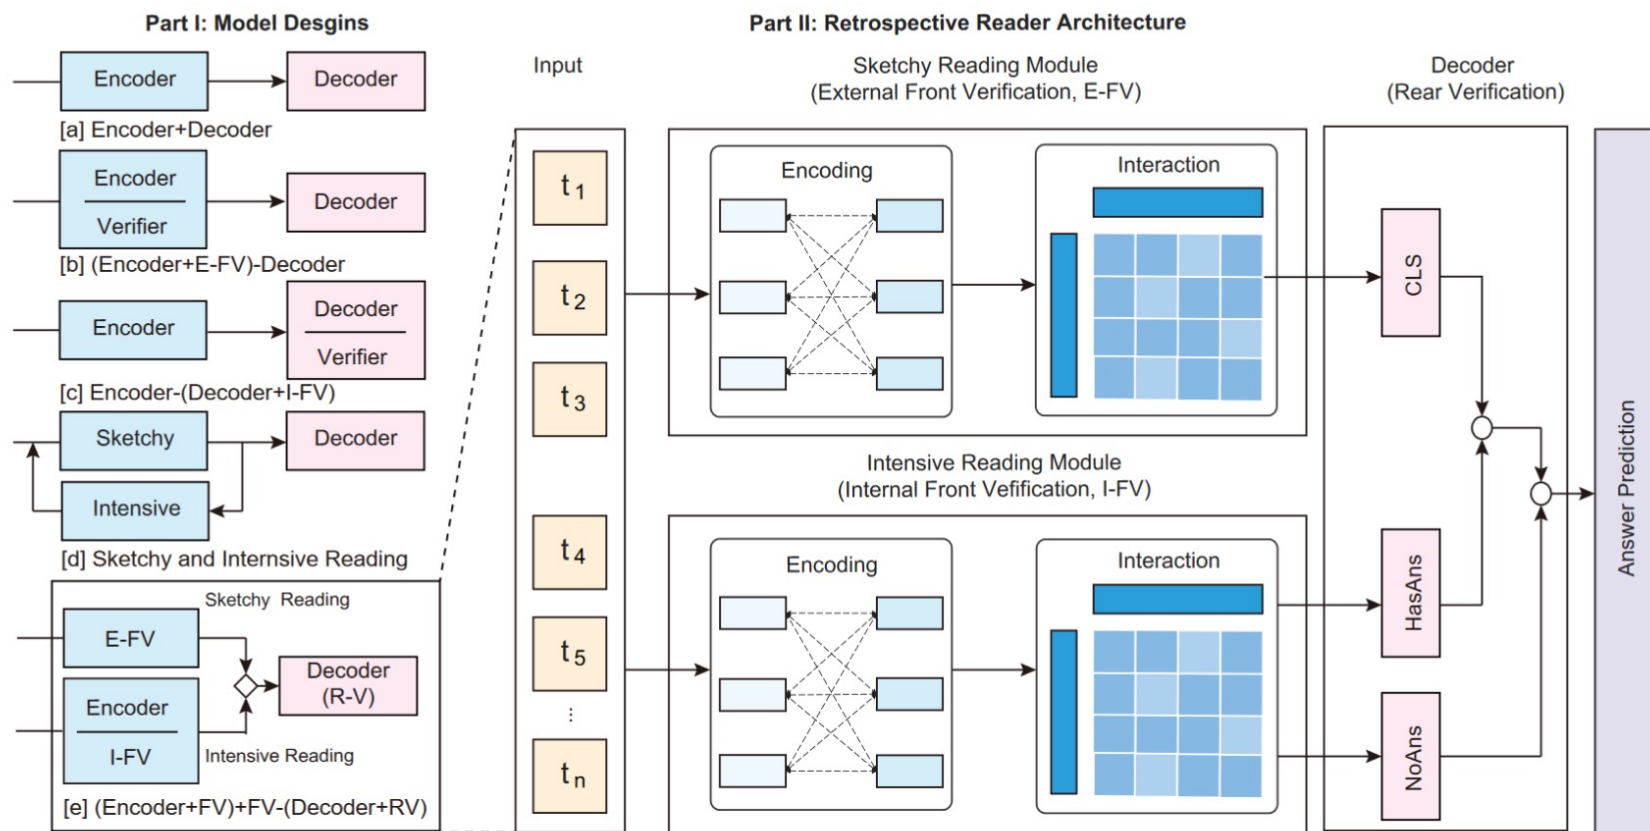 Part I: Model Desgins
Encoder
Decoder
[a] Encoder+Decoder
Encoder
Verifier
Decoder
[b] (Encoder+E-FV)-Decoder
Encoder
Decoder
Verifier
[c] Encoder-(Decoder+I-FV)
Sketchy
Decoder
Intensive
[d] Sketchy and Internsive Reading
Sketchy Reading
E-FV
Decoder
(R-V)
Encoder
I-FV
Intensive Reading
[e] (Encoder+FV)+FV-(Decoder+RV)
Part II: Retrospective Reader Architecture
Input
t1
t2
t3
t4
t5
⋮
tn
Sketchy Reading Module
(External Front Verification, E-FV)
Encoding
Interaction
Intensive Reading Module
(Internal Front Vefification, I-FV)
Encoding
Interaction
Decoder
(Rear Verification)
CLS
HasAns
NoAns
Answer Prediction